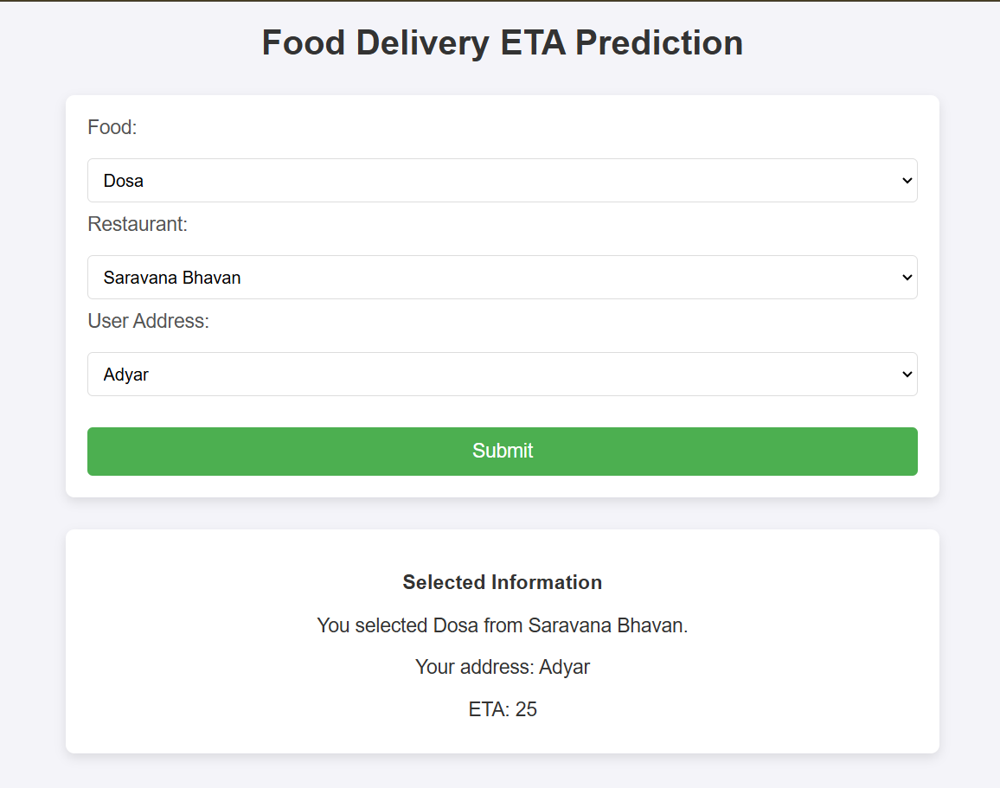 Food Delivery ETA Prediction
Food:
Dosa
Restaurant:
Saravana Bhavan
User Address:
Adyar
Submit
Selected Information
You selected Dosa from Saravana Bhavan.
Your address: Adyar
ETA: 25